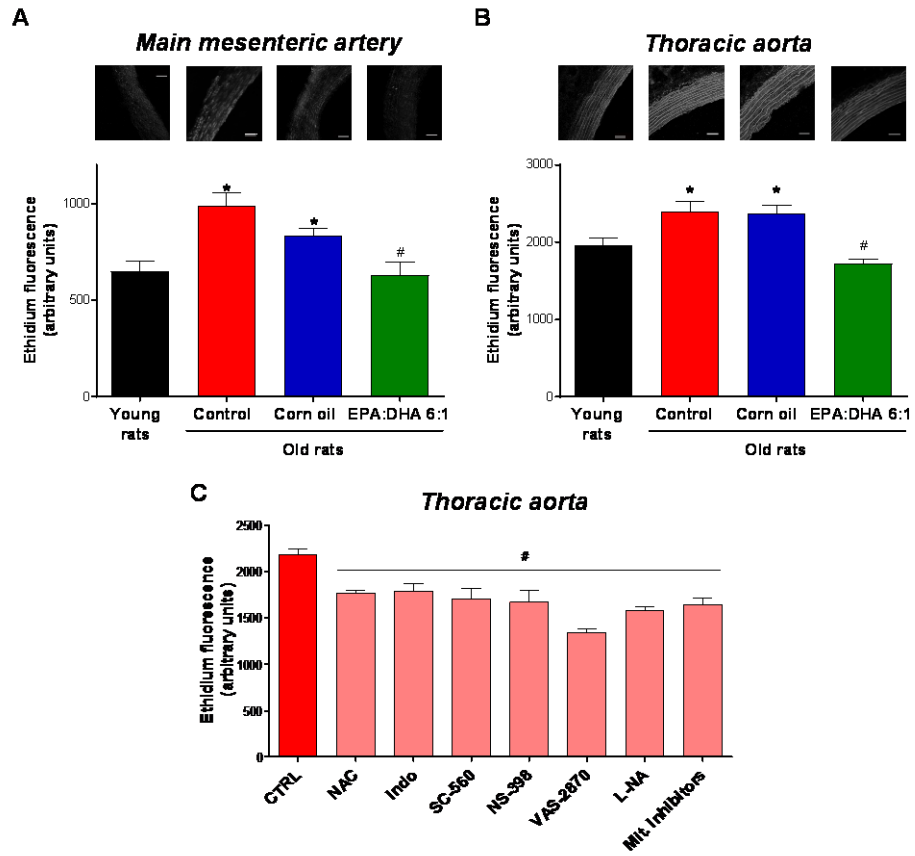 A
Main mesenteric artery
Ethidium fluorescence
(arbitrary units)
1000
500
0
*
*
#
Young
rats
Control
Corn oil
EPA:DHA 6:1
Old rats
B
Thoracic aorta
Ethidium fluorescence
(arbitrary units)
3000
2000
1000
0
*
*
#
Young
rats
Control
Corn oil
EPA:DHA 6:1
Old rats
C
Thoracic aorta
Ethidium fluorescence
(arbitrary units)
2500
2000
1500
1000
500
0
#
CTRL
NAC
Indo
SC-560
NS-398
VAS-2870
L-NA
Mit. Inhibitors